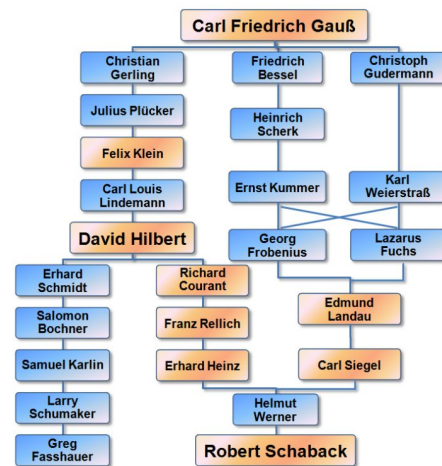 Carl Friedrich Gauß
Christian
Gerling
Friedrich
Bessel
Christoph
Gudermann
Julius Plücker
Heinrich
Scherk
Felix Klein
Carl Louis
Lindemann
Ernst Kummer
Karl
Weierstraß
David Hilbert
Georg
Frobenius
Lazarus
Fuchs
Erhard
Schmidt
Richard
Courant
Edmund
Landau
Salomon
Bochner
Franz Rellich
Samuel Karlin
Erhard Heinz
Carl Siegel
Larry
Schumaker
Helmut
Werner
Greg
Fasshauer
Robert Schaback